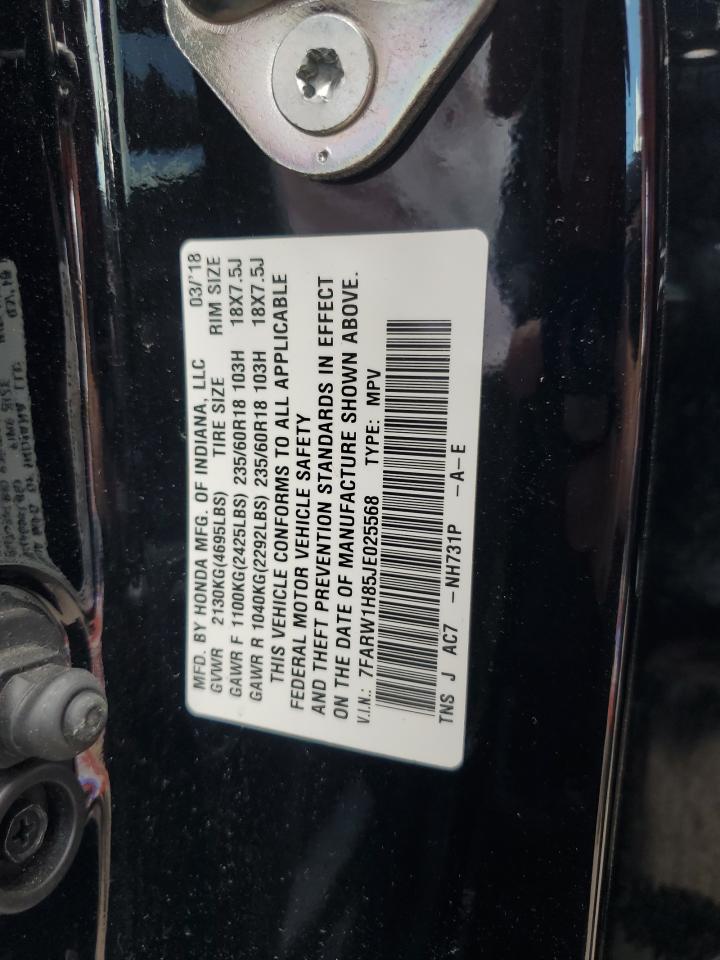 MFD. BY HONDA MFG. OF INDIANA, LLC 03/'18
GVWR 2130KG(4695LBS) TIRE SIZE RIM SIZE
GAWR F 1100KG(2425LBS) 235/60R18 103H 18X7.5J
GAWR R 1040KG(2292LBS) 235/60R18 103H 18X7.5J
THIS VEHICLE CONFORMS TO ALL APPLICABLE
FEDERAL MOTOR VEHICLE SAFETY
AND THEFT PREVENTION STANDARDS IN EFFECT
ON THE DATE OF MANUFACTURE SHOWN ABOVE.
V.I.N.: 7FARW1H85JE025568 TYPE: MPV
TNS J AC7 -NH731P -A-E